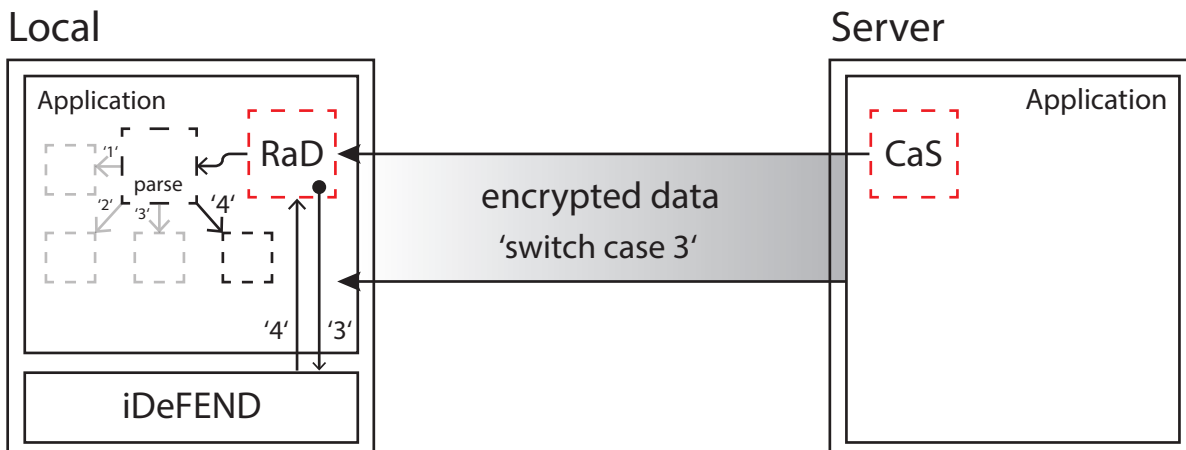 Local
Server
Application
Application
RaD
CaS
'1'
parse
'2'
'3'
'4'
encrypted data
‘switch case 3‘
‘4‘
‘3‘
iDeFEND